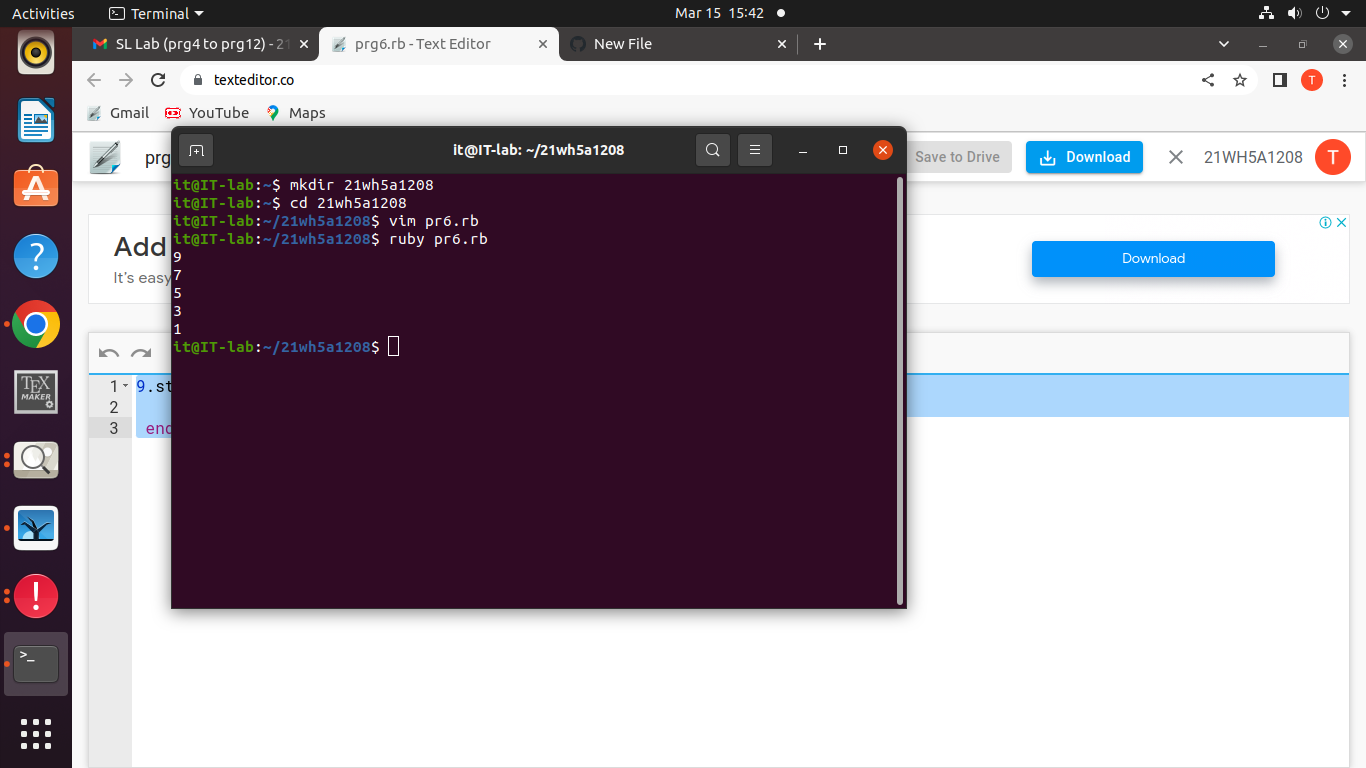 Activities
Terminal
Mar 15 15:42
SL Lab (prg4 to prg12) - 21
prg6.rb - Text Editor
New File
texteditor.co
T
Gmail
YouTube
Maps
it@IT-lab: ~/21wh5a1208
prg
Save to Drive
Download
21WH5A1208
T
it@IT-lab:~$ mkdir 21wh5a1208
it@IT-lab:~$ cd 21wh5a1208
it@IT-lab:~/21wh5a1208$ vim pr6.rb
it@IT-lab:~/21wh5a1208$ ruby pr6.rb
9
7
5
3
1
it@IT-lab:~/21wh5a1208$
Add
It's easy
Download
1
9.st
2
3
end
TEX
MAKER